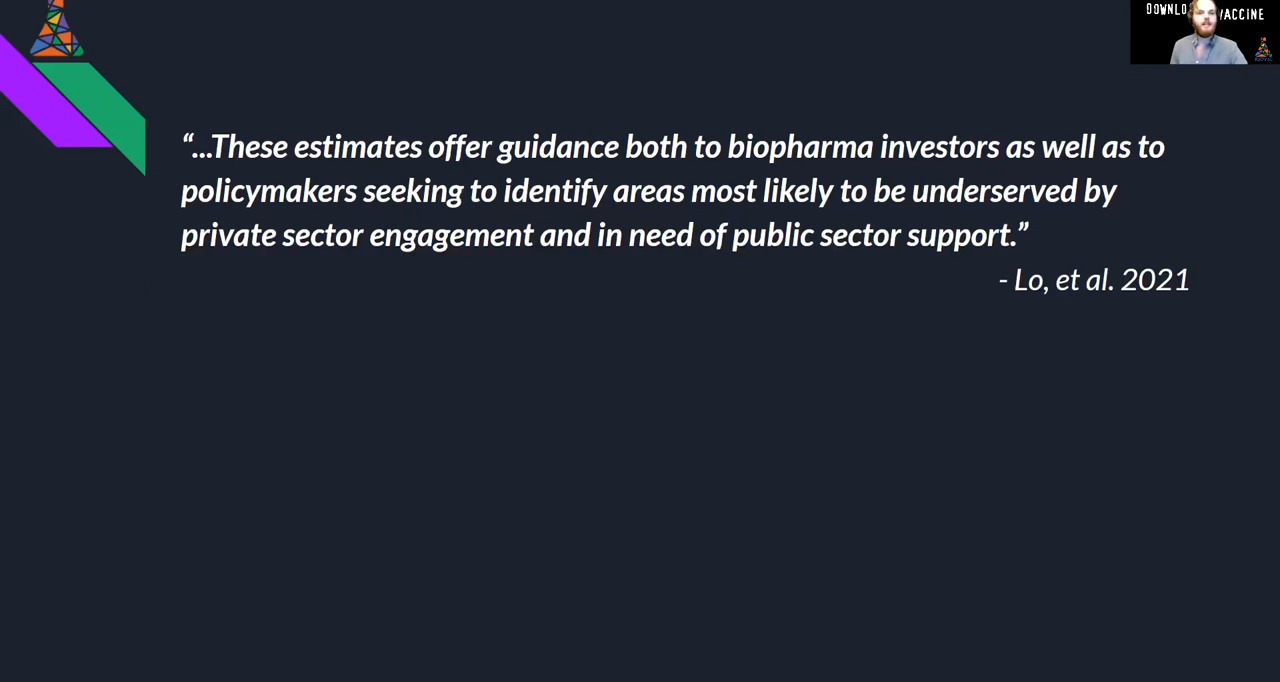 DOWNLO VACCINE
“...These estimates offer guidance both to biopharma investors as well as to
policymakers seeking to identify areas most likely to be underserved by
private sector engagement and in need of public sector support.”
- Lo, et al. 2021